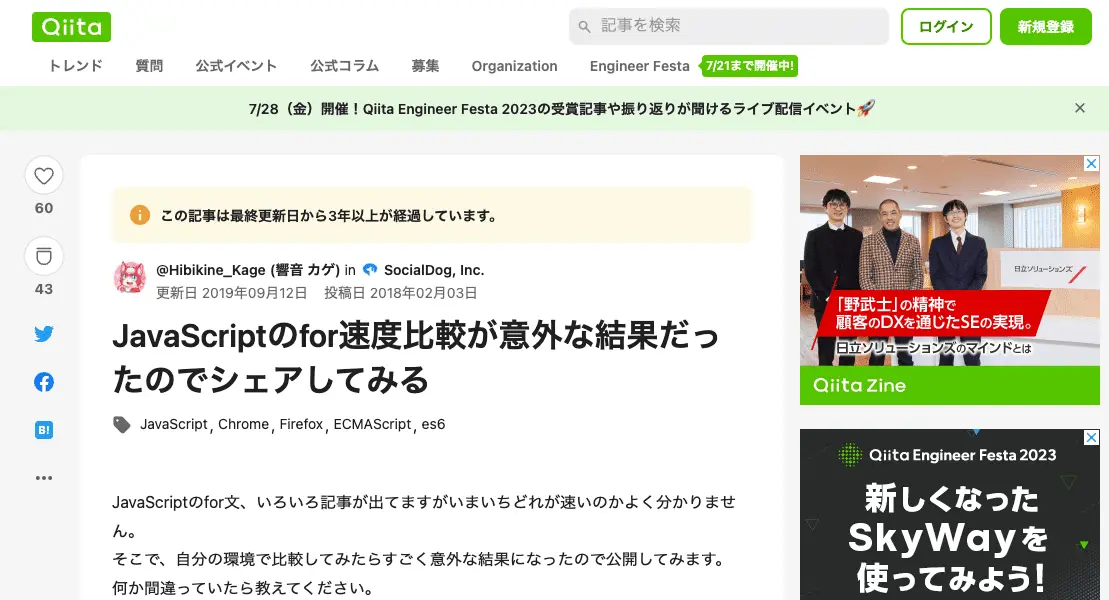 Qiita
記事を検索
ログイン
新規登録
トレンド
質問
公式イベント
公式コラム
募集
Organization
Engineer Festa
7/21まで開催中!
7/28（金）開催！Qiita Engineer Festa 2023の受賞記事や振り返りが聞けるライブ配信イベント🚀
60
43
B!
この記事は最終更新日から3年以上が経過しています。
@Hibikine_Kage (響音 カゲ) in SocialDog, Inc.
更新日 2019年09月12日 投稿日 2018年02月03日
JavaScriptのfor速度比較が意外な結果だっ
たのでシェアしてみる
JavaScript, Chrome, Firefox, ECMAScript, es6
JavaScriptのfor文、いろいろ記事が出てますがいまいちどれが速いのかよく分かりませ
ん。
そこで、自分の環境で比較してみたらすごく意外な結果になったので公開してみます。
何か間違っていたら教えてください。
日立ソリューションズ
「野武士」の精神で
顧客のDXを通じたSEの実現。
日立ソリューションズのマインドとは
Qiita Zine
Qiita Engineer Festa 2023
新しくなった
SkyWayを
使ってみよう!